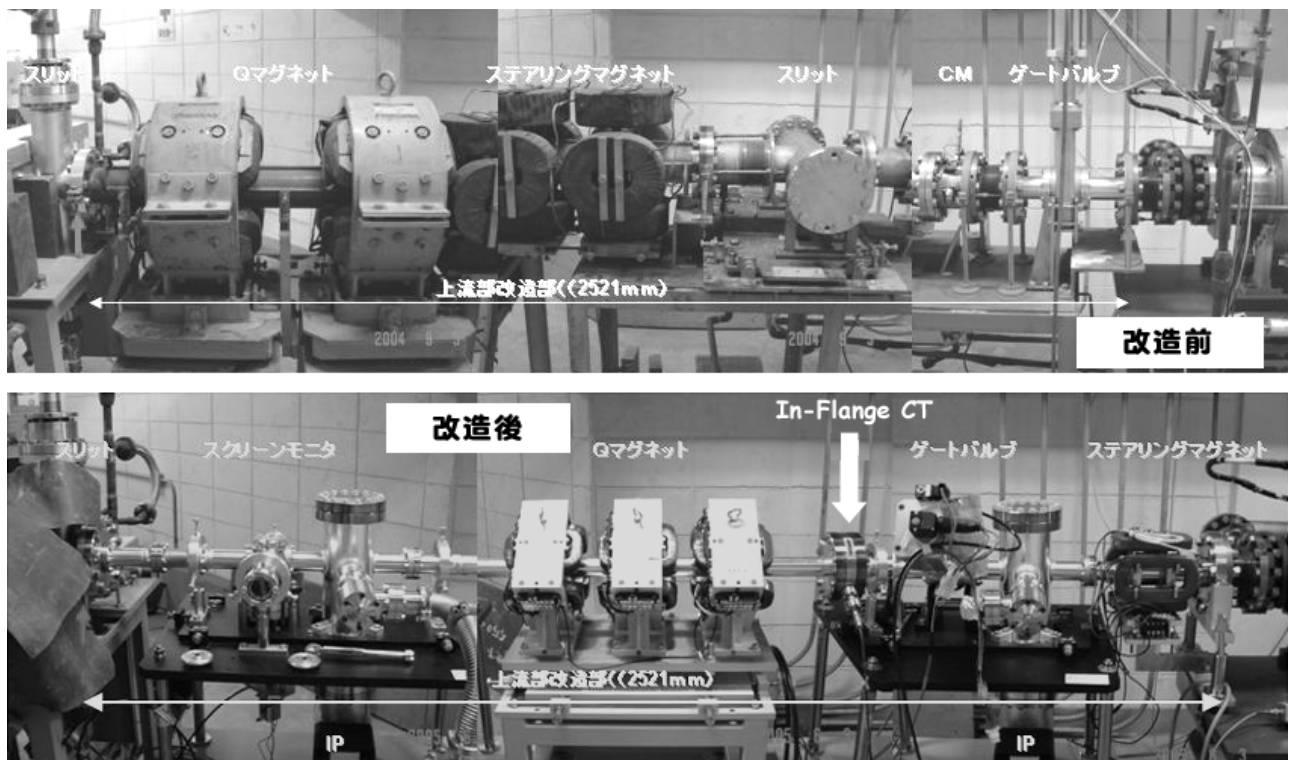 スリット Qマグネット ステアリングマグネット スリット CM ゲートバルブ
上流部改造部((2521mm)
2004 9 3
2004 9 3
改造前
改造後
In-Flange CT
スリット スクリーンモニタ Qマグネット ゲートバルブ ステアリングマグネット
上流部改造部((2521mm)
IP
IP